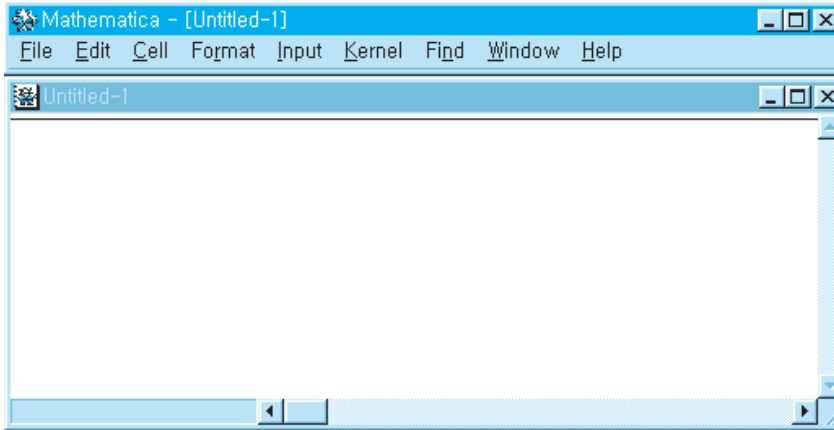 Mathematica - [Untitled-1]
File Edit Cell Format Input Kernel Find Window Help
Untitled-1